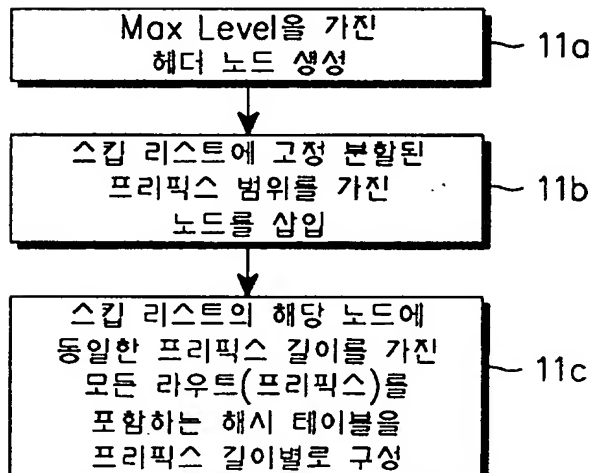 Max Level을 가진
헤더 노드 생성
11a
스킵 리스트에 고정 분할된
프리픽스 범위를 가진
노드를 삽입
11b
스킵 리스트의 해당 노드에
동일한 프리픽스 길이를 가진
모든 라우트(프리픽스)를
포함하는 해시 테이블을
프리픽스 길이별로 구성
11c